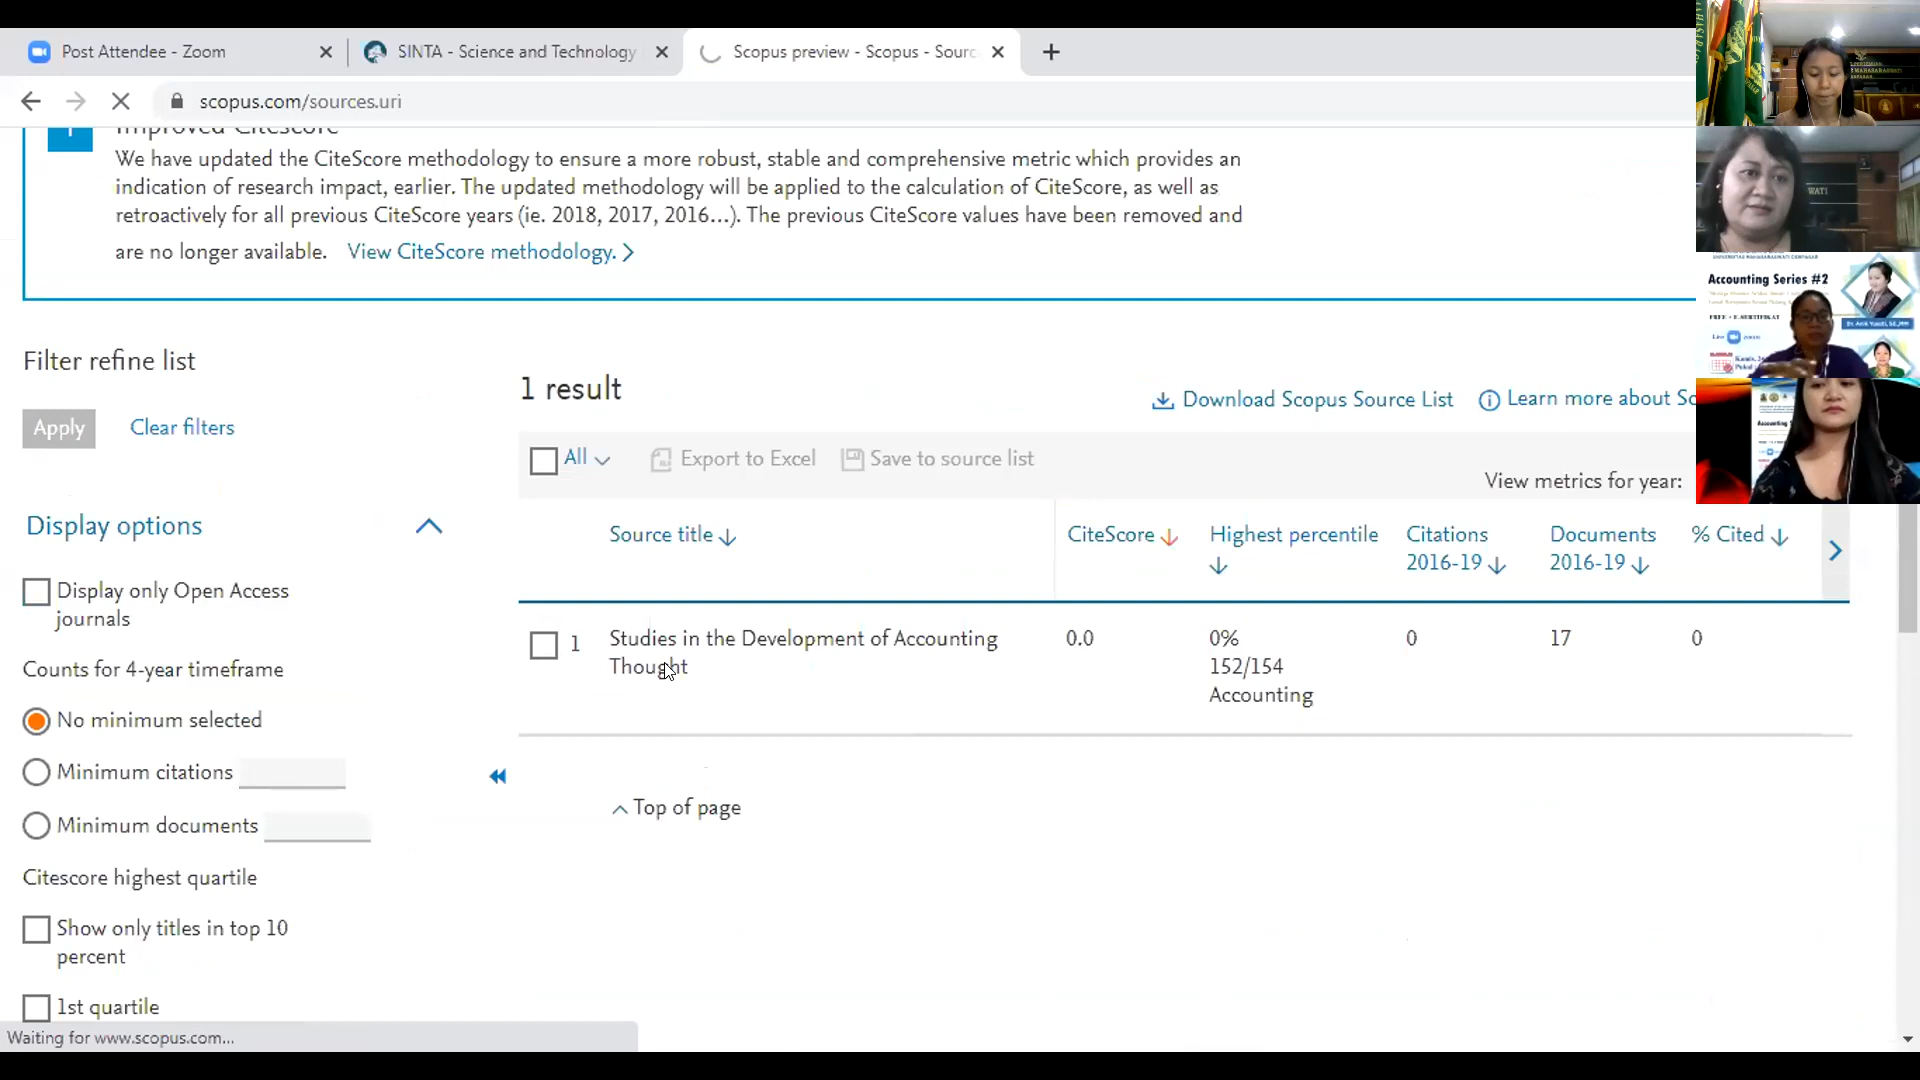 Post Attendee - Zoom
SINTA - Science and Technology
Scopus preview - Scopus - Sourc
scopus.com/sources.uri
Improved Citescore
We have updated the CiteScore methodology to ensure a more robust, stable and comprehensive metric which provides an
indication of research impact, earlier. The updated methodology will be applied to the calculation of CiteScore, as well as
retroactively for all previous CiteScore years (ie. 2018, 2017, 2016...). The previous CiteScore values have been removed and
are no longer available. View CiteScore methodology.
Filter refine list
Apply Clear filters
1 result
Download Scopus Source List
Learn more about Sc
All Export to Excel Save to source list
View metrics for year:
Display options
Source title CiteScore Highest percentile Citations 2016-19 Documents 2016-19 % Cited
Display only Open Access
journals
1 Studies in the Development of Accounting
Thought
0.0
0%
152/154
Accounting
0
17
0
Counts for 4-year timeframe
No minimum selected
Minimum citations
Minimum documents
Top of page
Citescore highest quartile
Show only titles in top 10
percent
1st quartile
Waiting for www.scopus.com...
WATI
Accounting Series #2
FREE + E-SERTIFIKAT